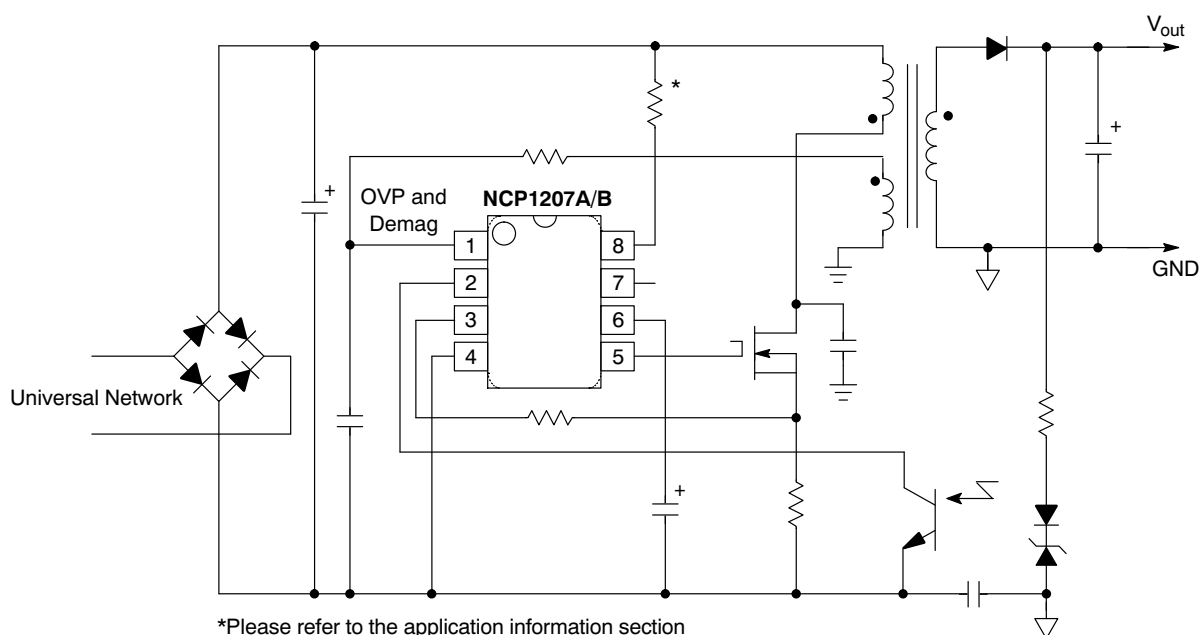 V_out
+
*
+
OVP and
Demag
NCP1207A/B
+
1
8
GND
2
7
3
6
4
5
Universal Network
+
*Please refer to the application information section